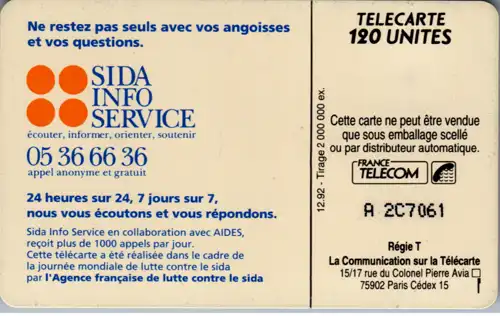 Ne restez pas seuls avec vos angoisses
et vos questions.
SIDA
INFO
SERVICE
écouter, informer, orienter, soutenir
05 36 66 36
appel anonyme et gratuit
24 heures sur 24, 7 jours sur 7,
nous vous écoutons et vous répondons.
Sida Info Service en collaboration avec AIDES,
reçoit plus de 1000 appels par jour.
Cette télécarte a été réalisée dans le cadre de
la journée mondiale de lutte contre le sida
par l'Agence française de lutte contre le sida
12.92 - Tirage 2 000 000 ex.
TELECARTE
120 UNITES
Cette carte ne peut être vendue
que sous emballage scellé
ou par distributeur automatique.
FRANCE
TELECOM
A 2C7061
Régie T
La Communication sur la Télécarte
15/17 rue du Colonel Pierre Avia
75902 Paris Cédex 15